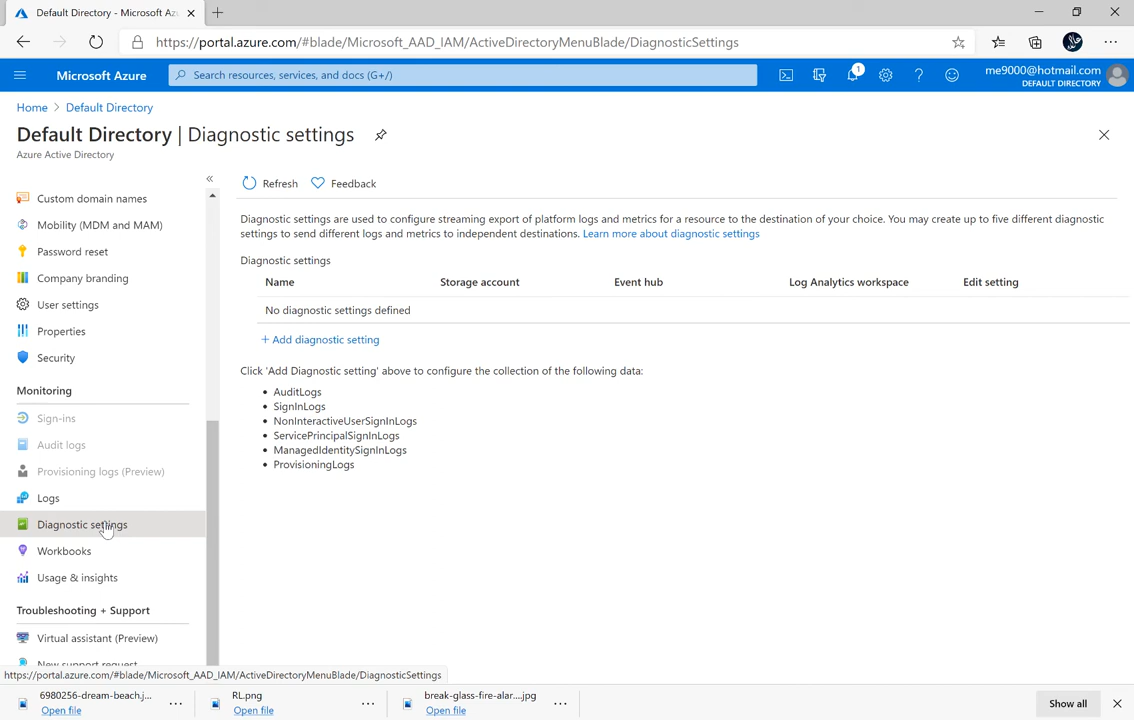 Default Directory - Microsoft Az
https://portal.azure.com/#blade/Microsoft_AAD_IAM/ActiveDirectoryMenuBlade/DiagnosticSettings
Microsoft Azure
Search resources, services, and docs (G+/)
1
me9000@hotmail.com
DEFAULT DIRECTORY
Home > Default Directory
Default Directory | Diagnostic settings
Azure Active Directory
Custom domain names
Mobility (MDM and MAM)
Password reset
Company branding
User settings
Properties
Security
Monitoring
Sign-ins
Audit logs
Provisioning logs (Preview)
Logs
Diagnostic settings
Workbooks
Usage & insights
Troubleshooting + Support
Virtual assistant (Preview)
New support request
Refresh Feedback
Diagnostic settings are used to configure streaming export of platform logs and metrics for a resource to the destination of your choice. You may create up to five different diagnostic
settings to send different logs and metrics to independent destinations. Learn more about diagnostic settings
Diagnostic settings
Name Storage account Event hub Log Analytics workspace Edit setting
No diagnostic settings defined
+ Add diagnostic setting
Click 'Add Diagnostic setting' above to configure the collection of the following data:
• AuditLogs
• SignInLogs
• NonInteractiveUserSignInLogs
• ServicePrincipalSignInLogs
• ManagedIdentitySignInLogs
• ProvisioningLogs
https://portal.azure.com/#blade/Microsoft_AAD_IAM/ActiveDirectoryMenuBlade/DiagnosticSettings
6980256-dream-beach.j...
Open file
RL.png
Open file
break-glass-fire-alar....jpg
Open file
Show all